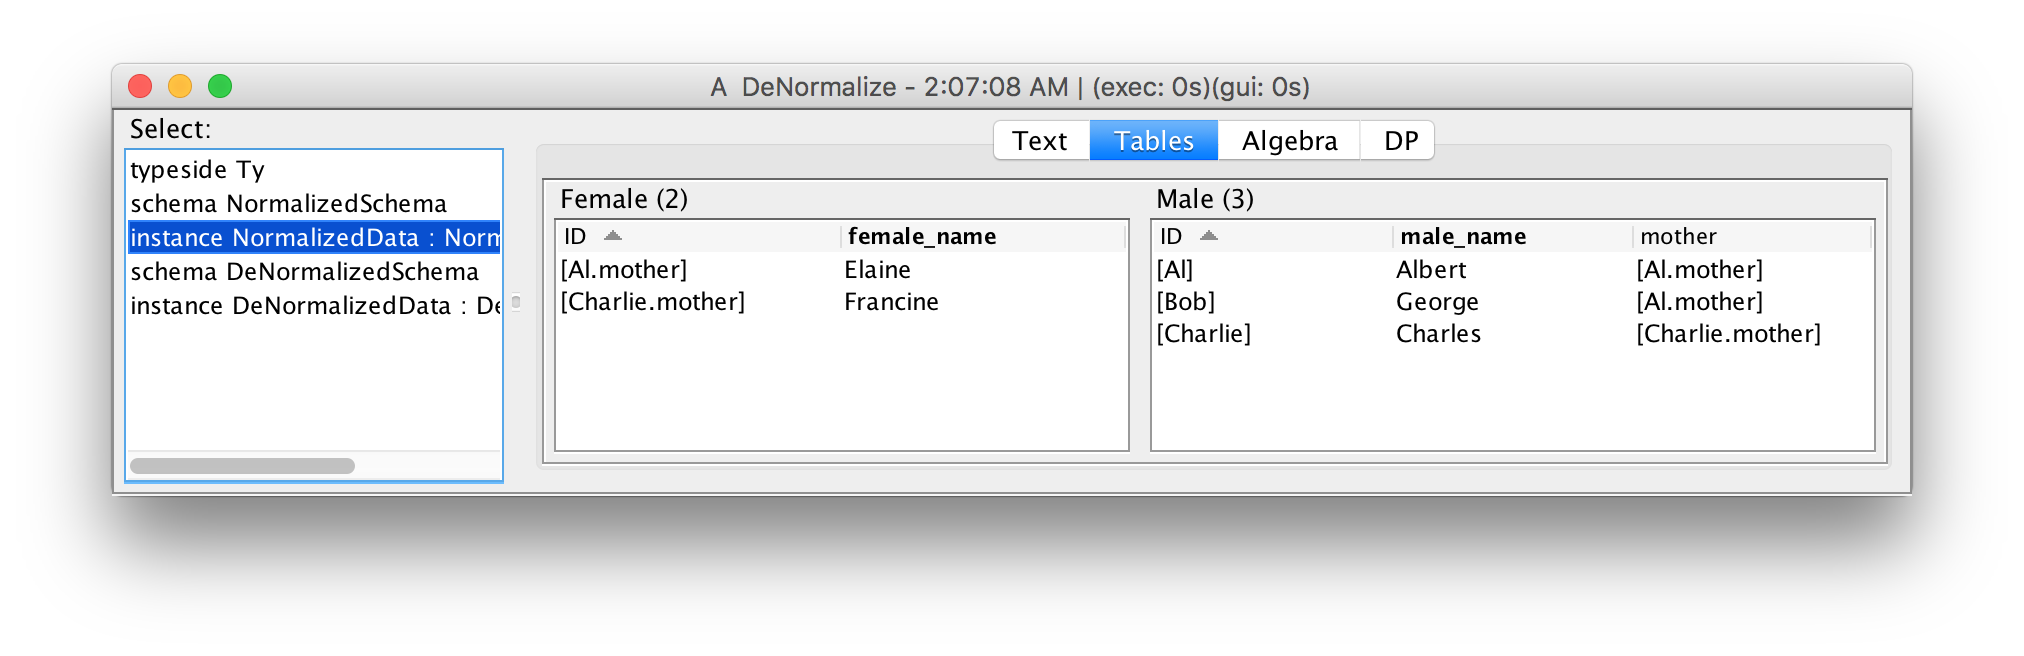 A DeNormalize - 2:07:08 AM | (exec: 0s)(gui: 0s)
Select:
typeside Ty
schema NormalizedSchema
instance NormalizedData : Norm
schema DeNormalizedSchema
instance DeNormalizedData : De
Text Tables Algebra DP
Female (2)
ID female_name
[Al.mother] Elaine
[Charlie.mother] Francine
Male (3)
ID male_name mother
[Al] Albert [Al.mother]
[Bob] George [Al.mother]
[Charlie] Charles [Charlie.mother]